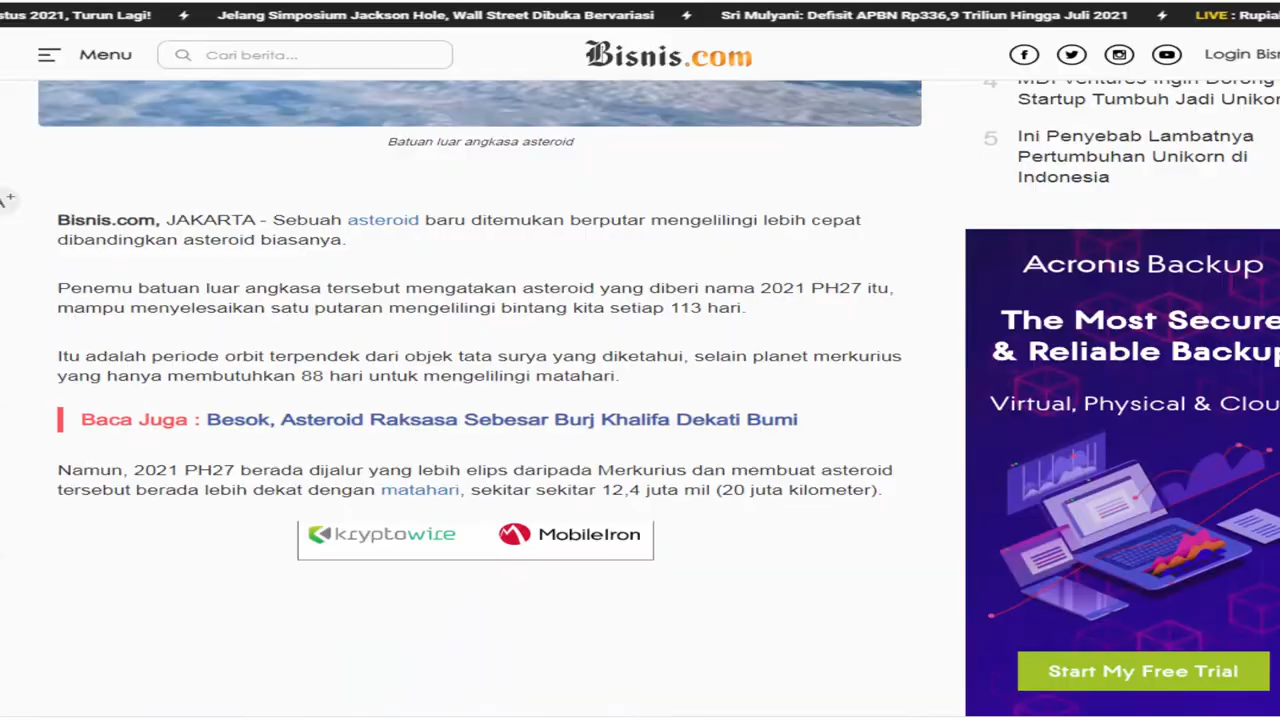 stus 2021, Turun Lagi! Jelang Simposium Jackson Hole, Wall Street Dibuka Bervariasi Sri Mulyani: Defisit APBN Rp336,9 Triliun Hingga Juli 2021 LIVE : Rupia
Menu Cari berita... Bisnis.com Login Bisn
4 MDI Ventures Ingin Dorong
Startup Tumbuh Jadi Unikor
5 Ini Penyebab Lambatnya
Pertumbuhan Unikorn di
Indonesia
Batuan luar angkasa asteroid
A+
Bisnis.com, JAKARTA - Sebuah asteroid baru ditemukan berputar mengelilingi lebih cepat
dibandingkan asteroid biasanya.
Penemu batuan luar angkasa tersebut mengatakan asteroid yang diberi nama 2021 PH27 itu,
mampu menyelesaikan satu putaran mengelilingi bintang kita setiap 113 hari.
Itu adalah periode orbit terpendek dari objek tata surya yang diketahui, selain planet merkurius
yang hanya membutuhkan 88 hari untuk mengelilingi matahari.
Baca Juga : Besok, Asteroid Raksasa Sebesar Burj Khalifa Dekati Bumi
Namun, 2021 PH27 berada dijalur yang lebih elips daripada Merkurius dan membuat asteroid
tersebut berada lebih dekat dengan matahari, sekitar sekitar 12,4 juta mil (20 juta kilometer).
kryptowire MobileIron
Acronis Backup
The Most Secure
& Reliable Backup
Virtual, Physical & Clou
Start My Free Trial